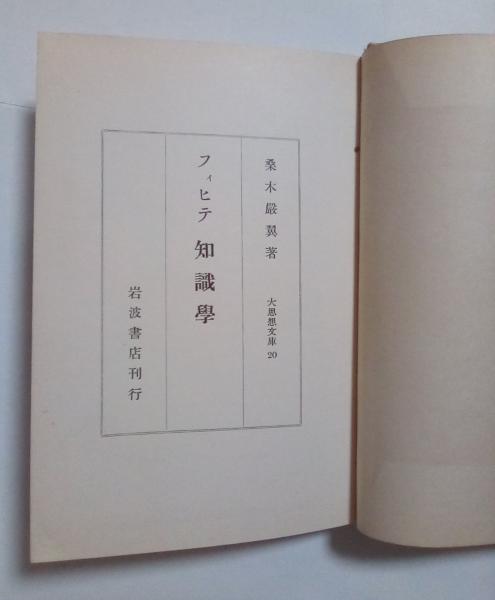 桑木嚴翼著
大思想文庫 20
フィヒテ 知識學
岩波書店刊行